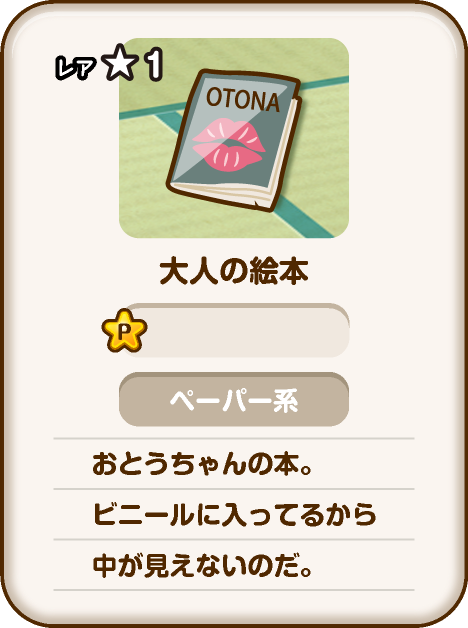 レア★1
OTONA
大人の絵本
P
ペーパー系
おとうちゃんの本。
ビニールに入ってるから
中が見えないのだ。